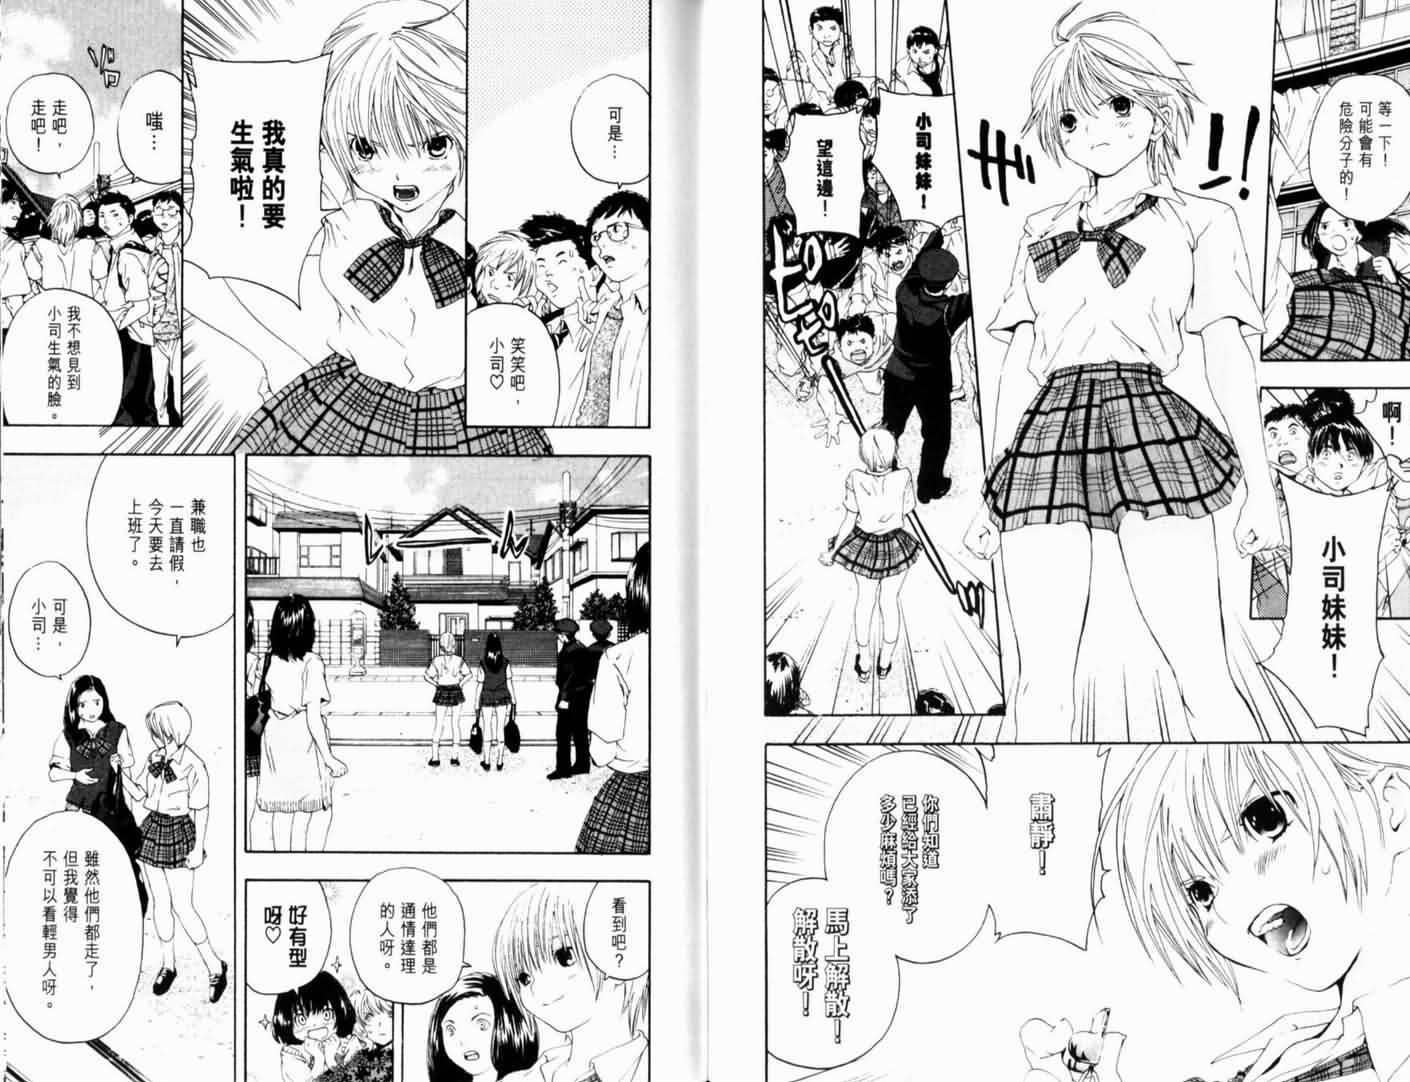 等一下！
可能會有
危險分子的！
啊！
小司妹妹！
小司妹妹！
望這邊！
ピピ
ピピ
肅靜！
你們知道
已經給大家添了
多少麻煩嗎？
馬上解散！
解散呀！
可是…
笑笑吧，
小司♡
我真的要
生氣啦！
嗤…
走吧，
走吧！
我不想見到
小司生氣的臉。
しーん
看到吧？
他們都是
通情達理
的人呀。
好有型
呀♡
兼職也
一直請假，
今天要去
上班了。
可是，
小司…
雖然他們都走了，
但我覺得
不可以看輕男人呀。